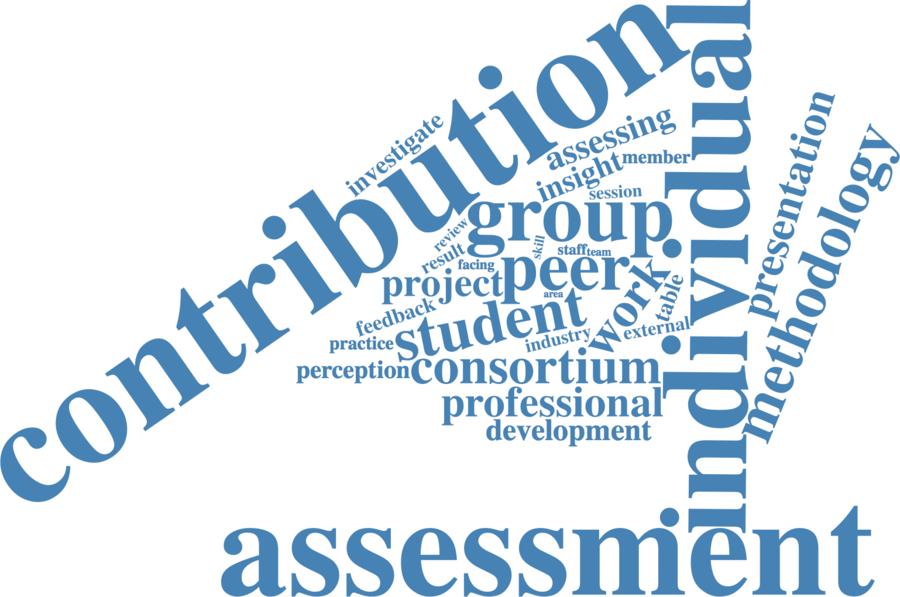 contribution
individual
investigate
assessing
presentation
insight
member
methodology
session
group
review
skill
staff
team
result
facing
peer
project
work
table
area
feedback
student
external
practice
industry
perception
consortium
professional
development
assessment